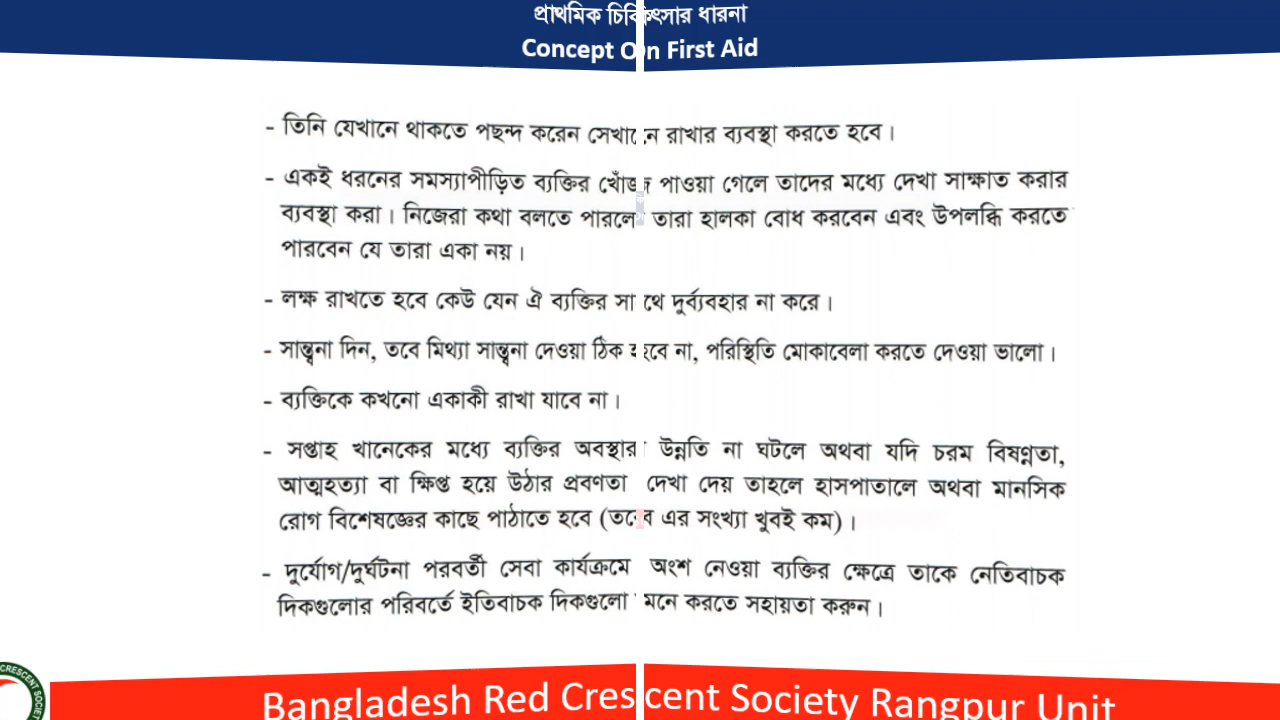 প্রাথমিক চিকিৎসার ধারনা
Concept On First Aid
- তিনি যেখানে থাকতে পছন্দ করেন সেখানে রাখার ব্যবস্থা করতে হবে।
- একই ধরনের সমস্যাপীড়িত ব্যক্তির খোঁজ পাওয়া গেলে তাদের মধ্যে দেখা সাক্ষাত করার
ব্যবস্থা করা। নিজেরা কথা বলতে পারলে তারা হালকা বোধ করবেন এবং উপলব্ধি করতে
পারবেন যে তারা একা নয়।
- লক্ষ রাখতে হবে কেউ যেন ঐ ব্যক্তির সাথে দুর্ব্যবহার না করে।
- সান্ত্বনা দিন, তবে মিথ্যা সান্ত্বনা দেওয়া ঠিক হবে না, পরিস্থিতি মোকাবেলা করতে দেওয়া ভালো।
- ব্যক্তিকে কখনো একাকী রাখা যাবে না।
- সপ্তাহ খানেকের মধ্যে ব্যক্তির অবস্থার উন্নতি না ঘটলে অথবা যদি চরম বিষণ্নতা,
আত্মহত্যা বা ক্ষিপ্ত হয়ে উঠার প্রবণতা দেখা দেয় তাহলে হাসপাতালে অথবা মানসিক
রোগ বিশেষজ্ঞের কাছে পাঠাতে হবে (তবে এর সংখ্যা খুবই কম)।
- দুর্যোগ/দুর্ঘটনা পরবর্তী সেবা কার্যক্রমে অংশ নেওয়া ব্যক্তির ক্ষেত্রে তাকে নেতিবাচক
দিকগুলোর পরিবর্তে ইতিবাচক দিকগুলো মনে করতে সহায়তা করুন।
CRESCENT SOCIETY
Bangladesh Red Crescent Society Rangpur Unit